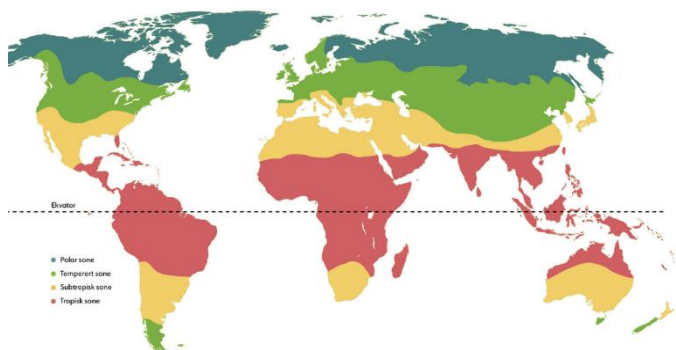 Ekvator
Polar sone
Temperert sone
Subtropisk sone
Tropisk sone